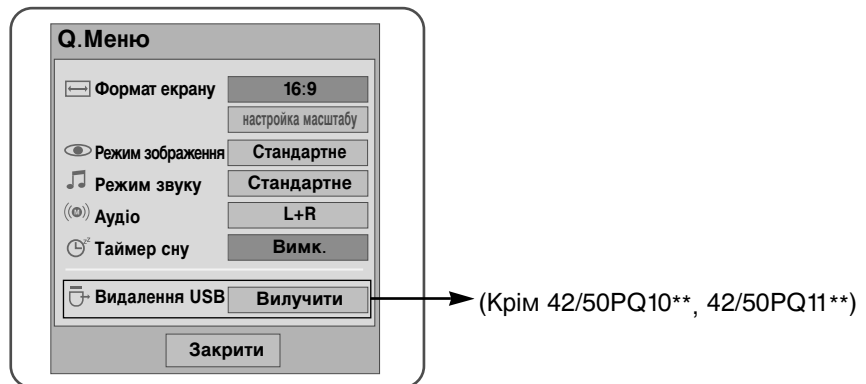 Q.Меню
Формат екрану 16:9
настройка масштабу
Режим зображення Стандартне
Режим звуку Стандартне
Аудіо L+R
Таймер сну Вимк.
Видалення USB Вилучити (Крім 42/50PQ10**, 42/50PQ11**)
Закрити